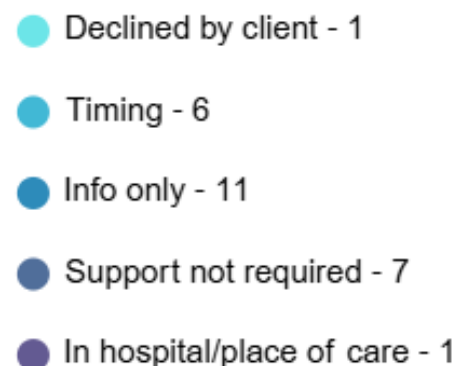 Declined by client - 1
Timing - 6
Info only - 11
Support not required - 7
In hospital/place of care - 1